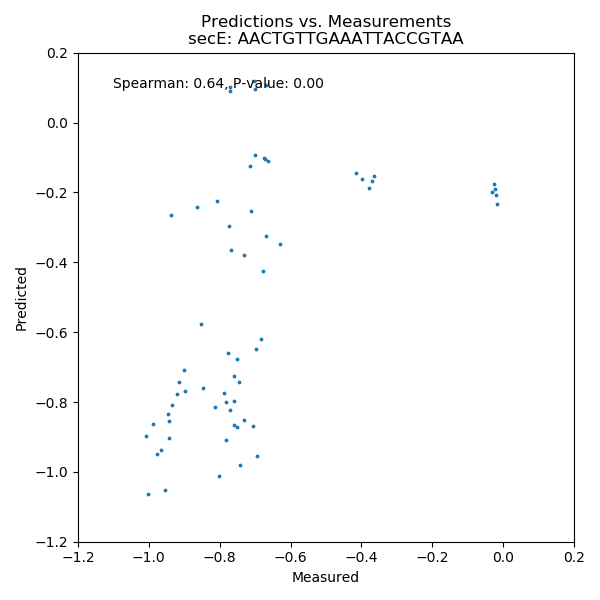 Predictions vs. Measurements
secE: AACTGTTGAAATTACCGTAA
Spearman: 0.64, P-value: 0.00
0.2
0.0
−0.2
−0.4
−0.6
−0.8
−1.0
−1.2
Predicted
−1.2 −1.0 −0.8 −0.6 −0.4 −0.2 0.0 0.2
Measured